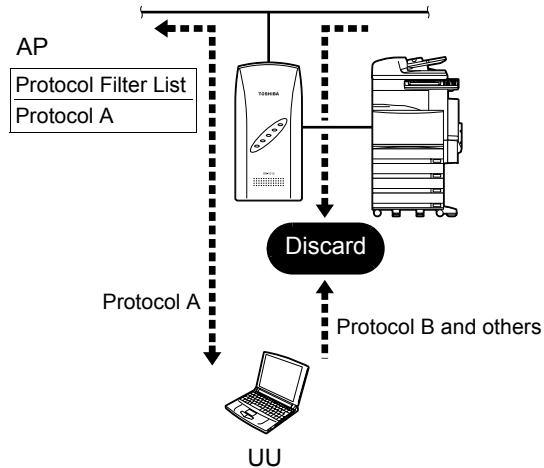 AP
Protocol Filter List
Protocol A
TOSHIBA
Discard
Protocol A
Protocol B and others
UU